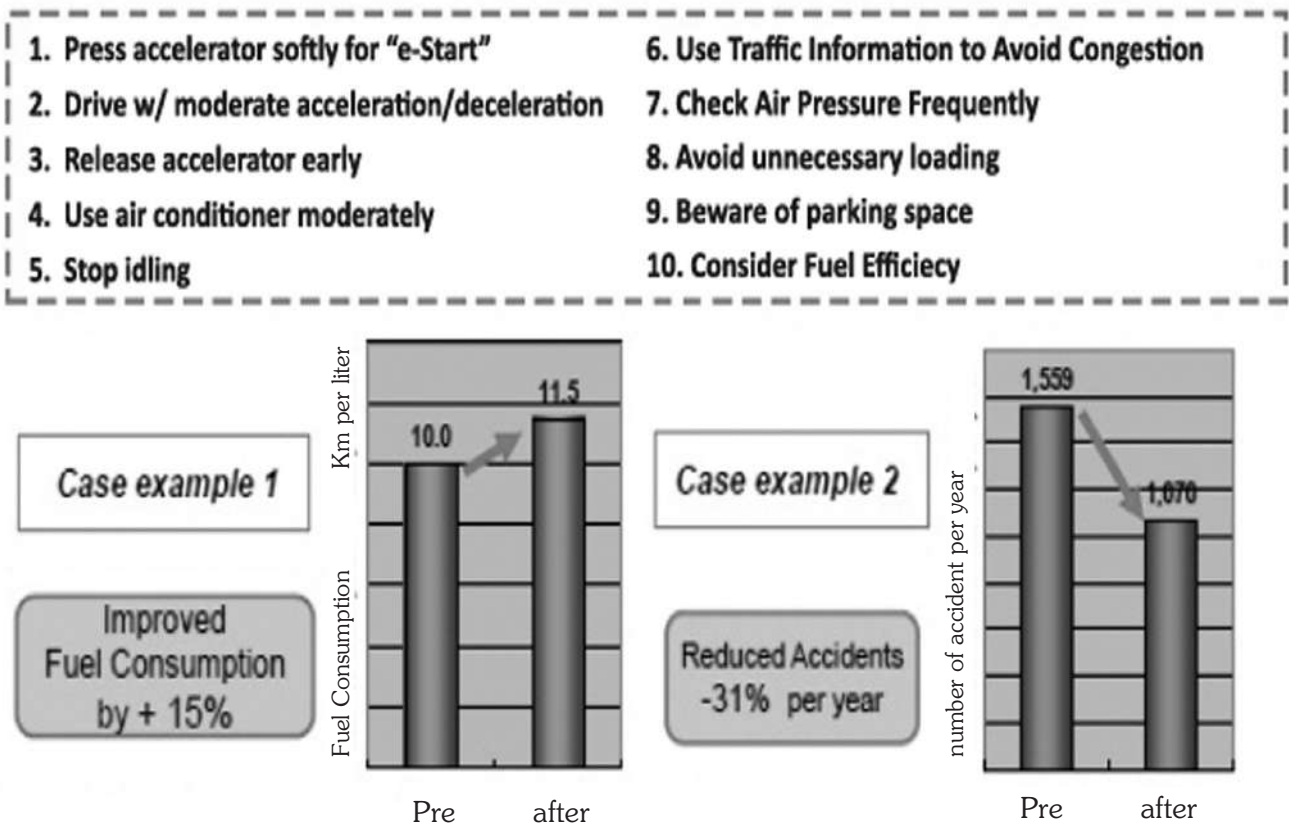 1. Press accelerator softly for “e-Start”
2. Drive w/ moderate acceleration/deceleration
3. Release accelerator early
4. Use air conditioner moderately
5. Stop idling
6. Use Traffic Information to Avoid Congestion
7. Check Air Pressure Frequently
8. Avoid unnecessary loading
9. Beware of parking space
10. Consider Fuel Efficiecy
Case example 1
Improved
Fuel Consumption
by + 15%
Fuel Consumption Km per liter
10.0
11.5
Pre
after
Case example 2
Reduced Accidents
-31% per year
number of accident per year
1,559
1,070
Pre
after